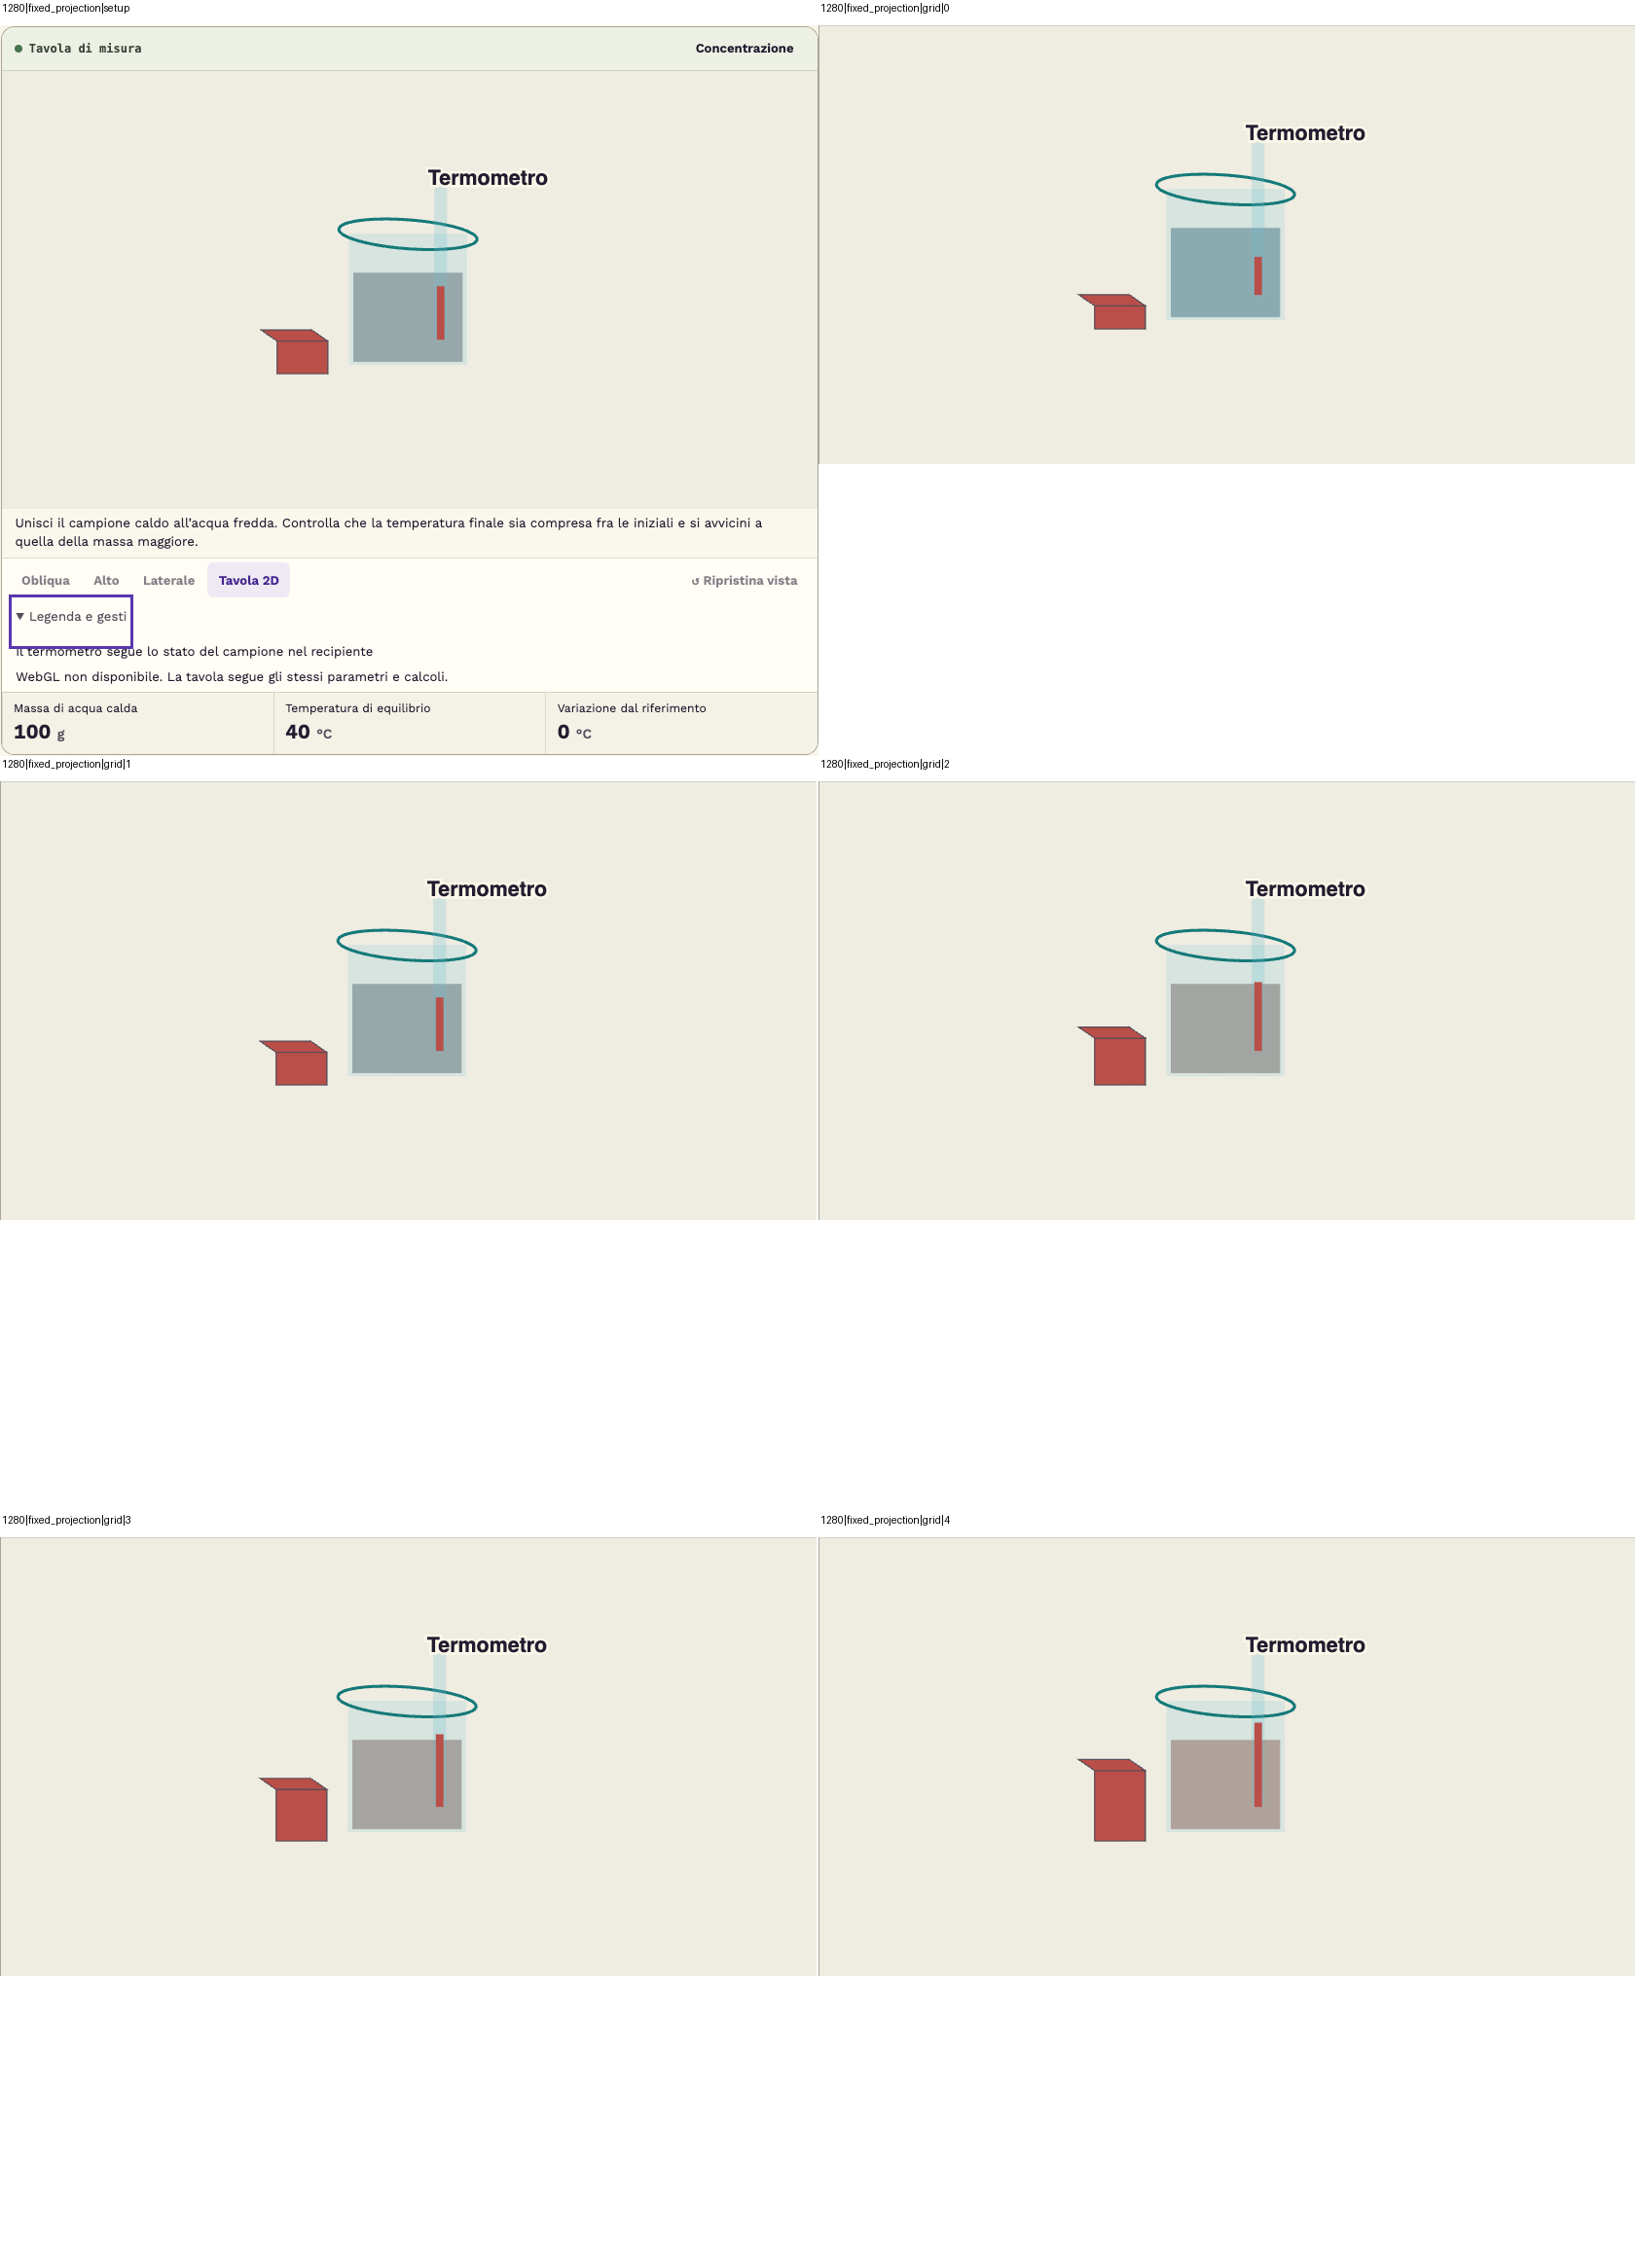 1280|fixed_projection|setup
Tavola di misura
Concentrazione
Termometro
Unisci il campione caldo all'acqua fredda. Controlla che la temperatura finale sia compresa fra le iniziali e si avvicini a
quella della massa maggiore.
Obliqua Alto Laterale Tavola 2D ↺ Ripristina vista
▼ Legenda e gesti
Il termometro segue lo stato del campione nel recipiente
WebGL non disponibile. La tavola segue gli stessi parametri e calcoli.
Massa di acqua calda
100 g
Temperatura di equilibrio
40 °C
Variazione dal riferimento
0 °C
1280|fixed_projection|grid|0
Termometro
1280|fixed_projection|grid|1
Termometro
1280|fixed_projection|grid|2
Termometro
1280|fixed_projection|grid|3
Termometro
1280|fixed_projection|grid|4
Termometro